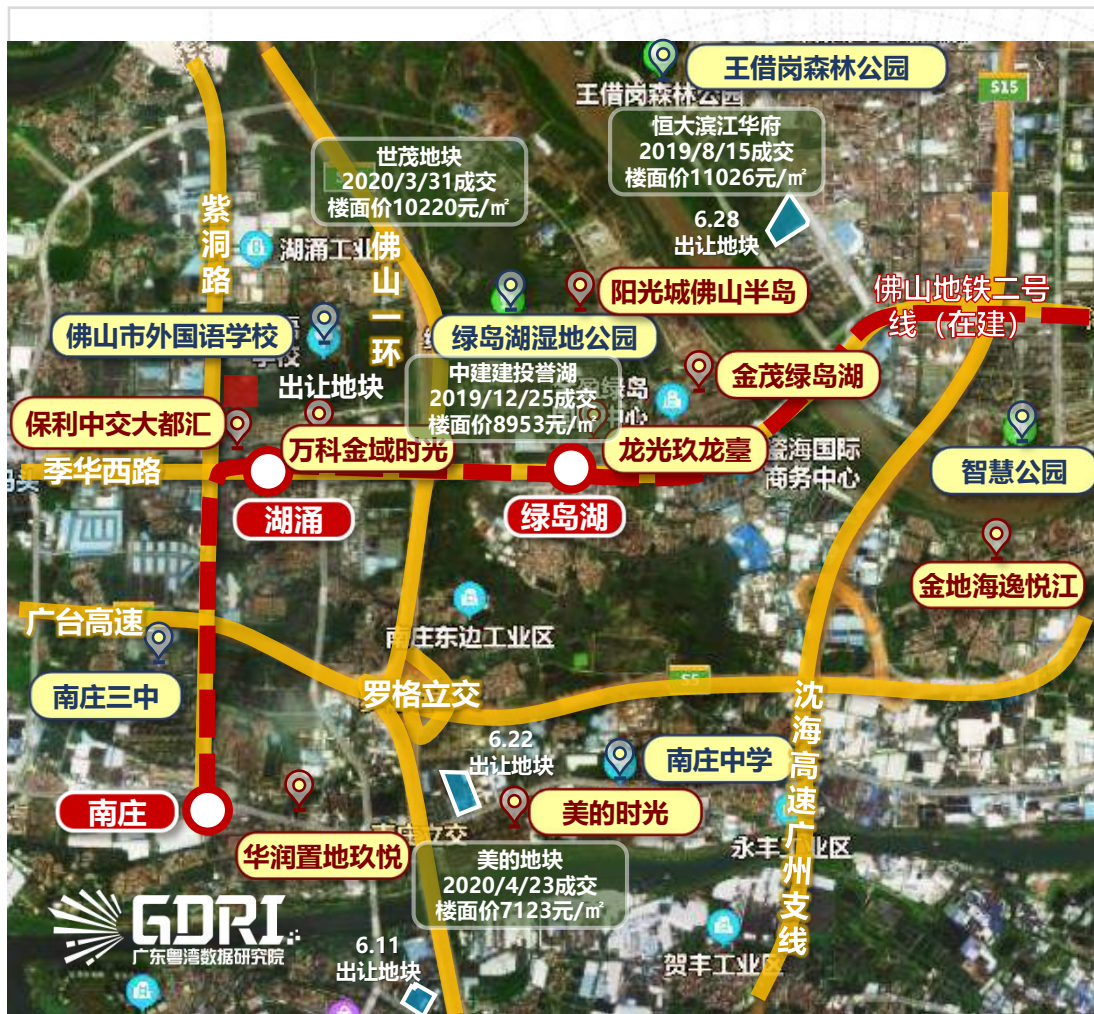 王借岗森林公园
王借岗森林公园
S15
恒大滨江华府
2019/8/15成交
楼面价11026元/㎡
世茂地块
2020/3/31成交
楼面价10220元/㎡
6.28
出让地块
紫洞路
湖涌工业
佛山一环
阳光城佛山半岛
佛山地铁二号
线（在建）
佛山市外国语学校
学校
绿岛湖湿地公园
出让地块
中建建投誉湖
2019/12/25成交
楼面价8953元/㎡
绿岛
中心
金茂绿岛湖
保利中交大都汇
万科金域时光
龙光玖龙臺
瓷海国际
商务中心
智慧公园
季华西路
湖涌
绿岛湖
金地海逸悦江
广台高速
南庄东边工业区
南庄三中
罗格立交
S5
沈海高速广州支线
6.22
出让地块
南庄中学
南庄
美的时光
立交
永丰工业区
华润置地玖悦
美的地块
2020/4/23成交
楼面价7123元/㎡
GDRI
广东粤湾数据研究院
6.11
出让地块
贺丰工业区